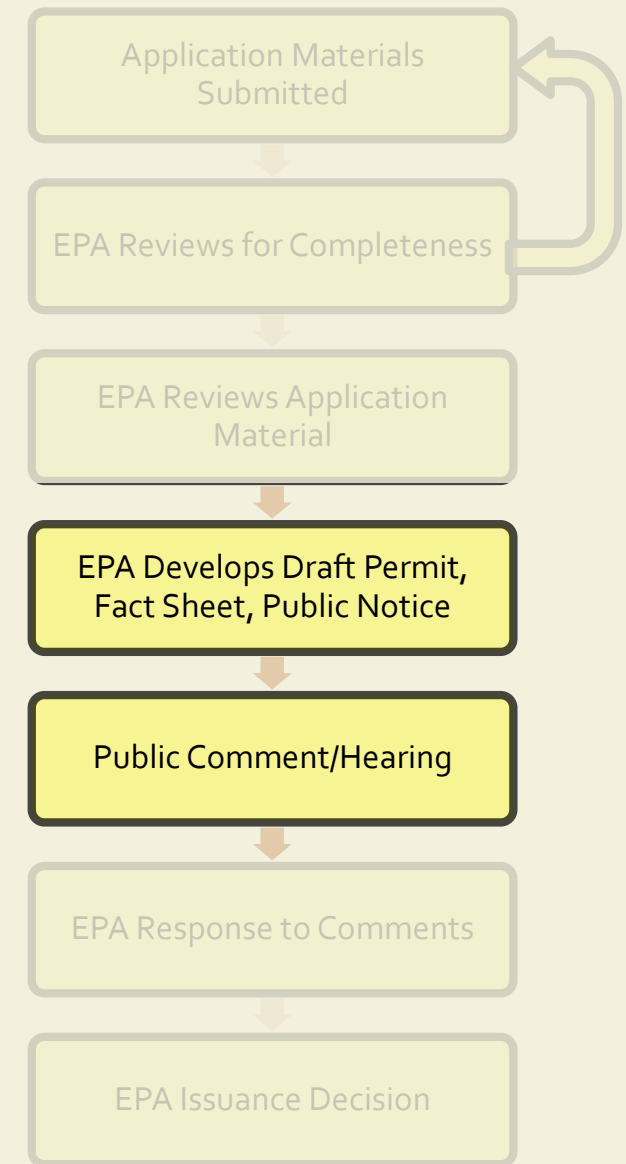 Application Materials
Submitted
EPA Reviews for Completeness
EPA Reviews Application
Material
EPA Develops Draft Permit,
Fact Sheet, Public Notice
Public Comment/Hearing
EPA Response to Comments
EPA Issuance Decision